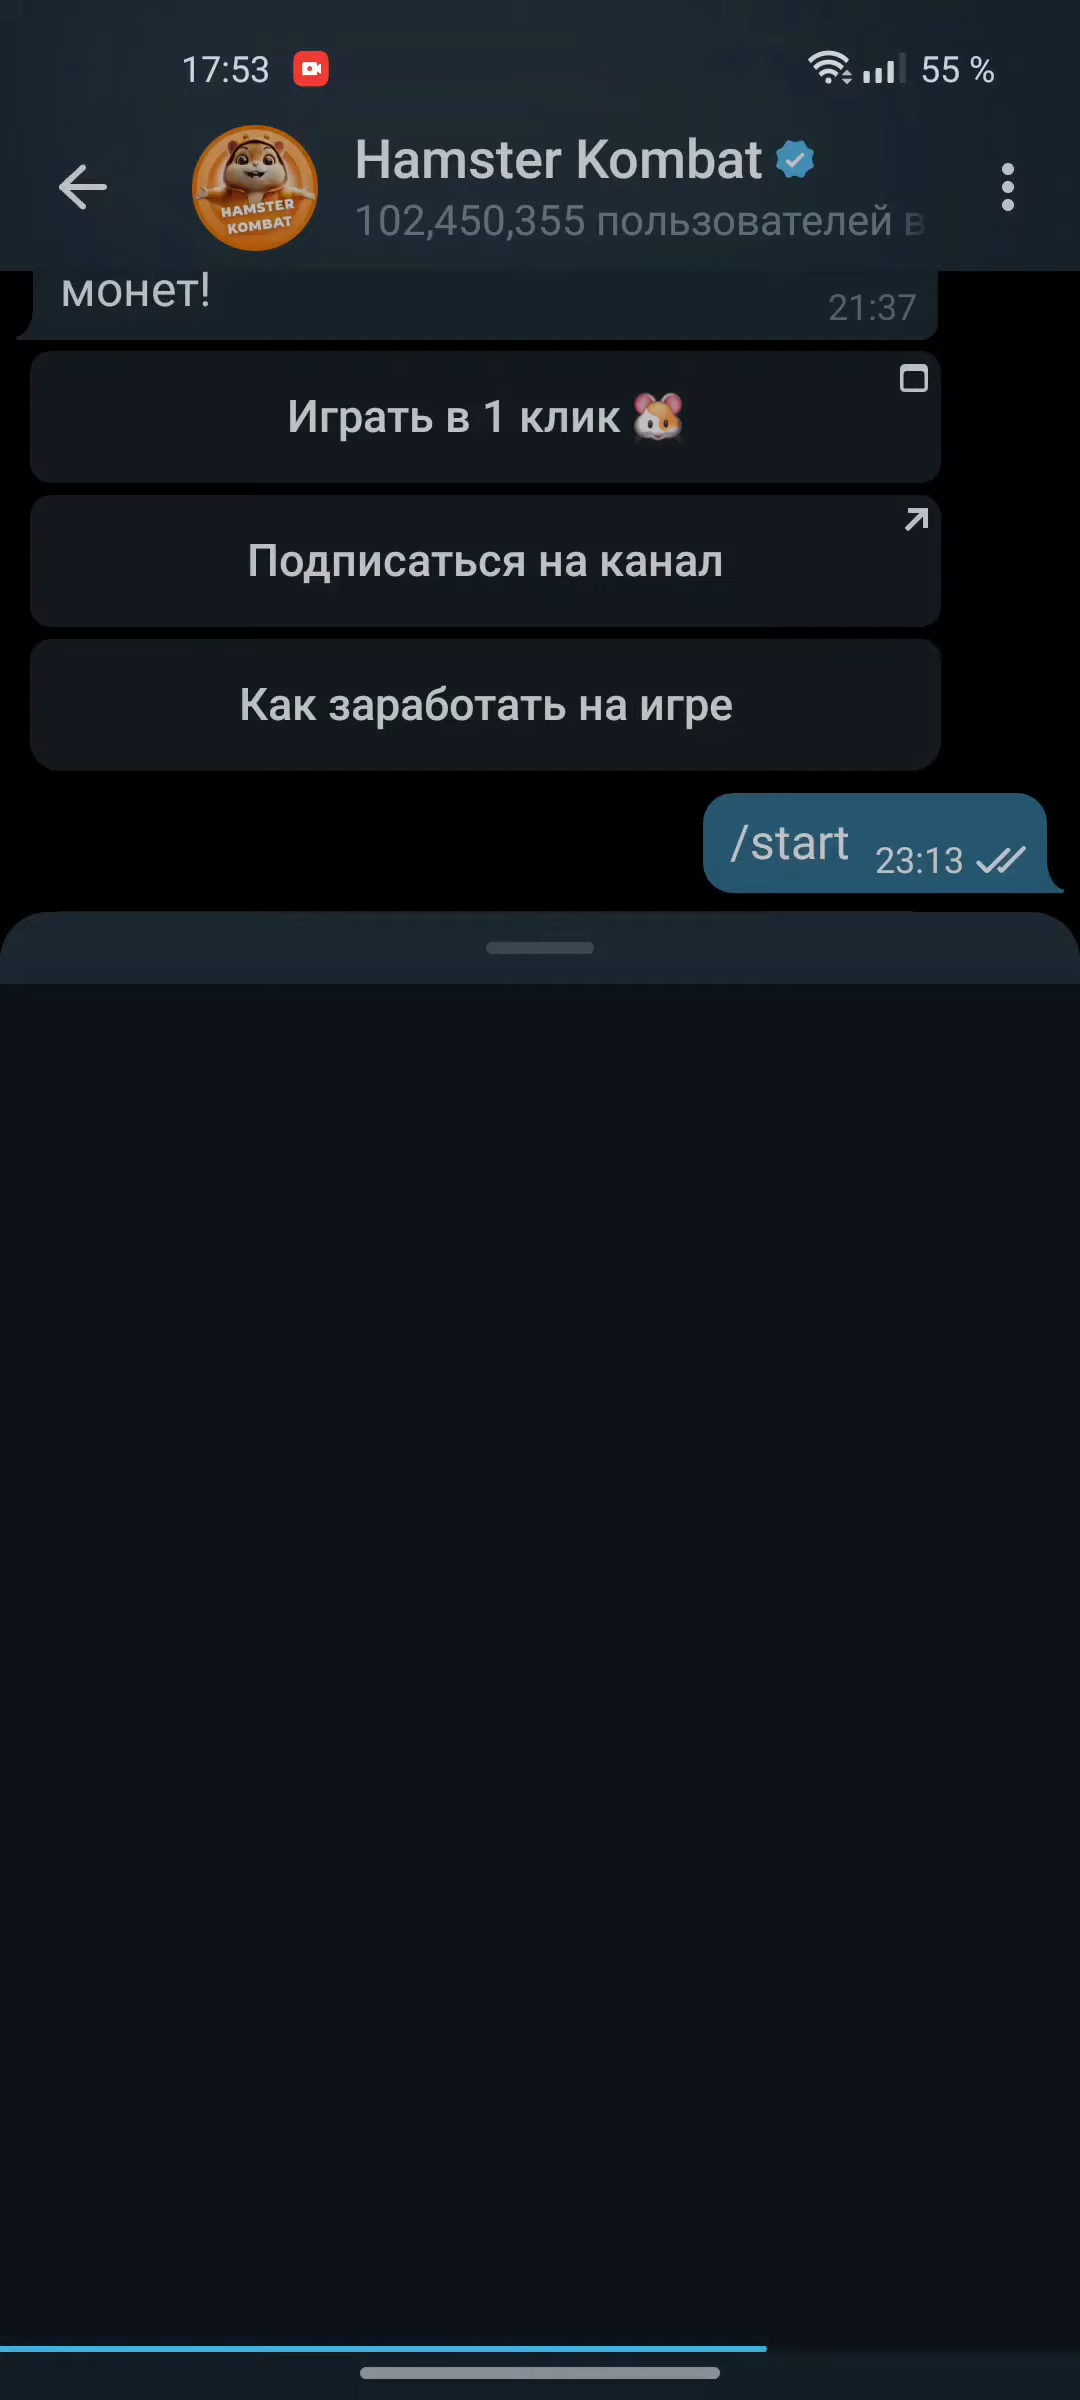 17:53
55 %
Hamster Kombat
HAMSTER
KOMBAT
102,450,355 пользователей в
монет!
21:37
Играть в 1 клик 🐹
Подписаться на канал
Как заработать на игре
/start 23:13